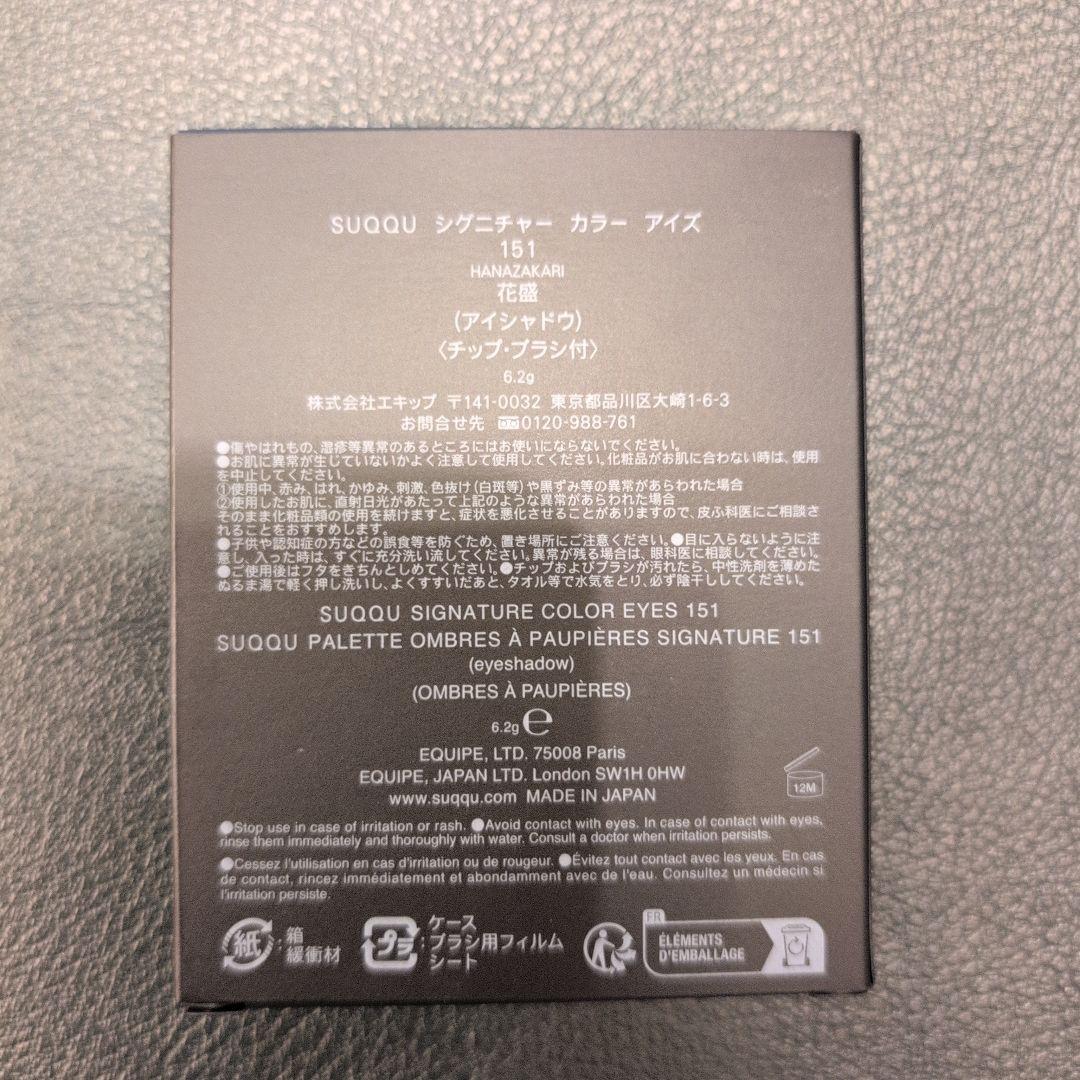 SUQQU シグニチャー カラー アイズ
151
HANAZAKARI
花盛
(アイシャドウ)
〈チップ・ブラシ付〉
6.2g
株式会社エキップ 〒141-0032 東京都品川区大崎1-6-3
お問合せ先 0120-988-761
●傷やはれもの、湿疹等異常のあるところにはお使いにならないでください。
●お肌に異常が生じていないかよく注意して使用してください。化粧品がお肌に合わない時は、使用
を中止してください。
①使用中、赤み、はれ、かゆみ、刺激、色抜け(白斑等)や黒ずみ等の異常があらわれた場合
②使用したお肌に、直射日光があたって上記のような異常があらわれた場合
そのまま化粧品類の使用を続けますと、症状を悪化させることがありますので、皮ふ科医にご相談さ
れることをおすすめします。
●子供や認知症の方などの誤食等を防ぐため、置き場所にご注意ください。●目に入らないように注
意し、入った時は、すぐに充分洗い流してください。異常が残る場合は、眼科医に相談してください。
●ご使用後はフタをきちんとしめてください。●チップおよびブラシが汚れたら、中性洗剤を薄めた
ぬるま湯で軽く押し洗いし、よくすすいだあと、タオル等で水気をとり、必ず陰干ししてください。
SUQQU SIGNATURE COLOR EYES 151
SUQQU PALETTE OMBRES À PAUPIÈRES SIGNATURE 151
(eyeshadow)
(OMBRES À PAUPIÈRES)
6.2g ℮
EQUIPE, LTD. 75008 Paris
EQUIPE, JAPAN LTD. London SW1H 0HW
www.suqqu.com MADE IN JAPAN
12M
●Stop use in case of irritation or rash. ●Avoid contact with eyes. In case of contact with eyes,
rinse them immediately and thoroughly with water. Consult a doctor when irritation persists.
●Cessez l'utilisation en cas d'irritation ou de rougeur. ●Évitez tout contact avec les yeux. En cas
de contact, rincez immédiatement et abondamment avec de l'eau. Consultez un médecin si
l'irritation persiste.
紙 : 箱
緩衝材
プラ : ケース
ブラシ用フィルム
シート
FR
ÉLÉMENTS
D'EMBALLAGE